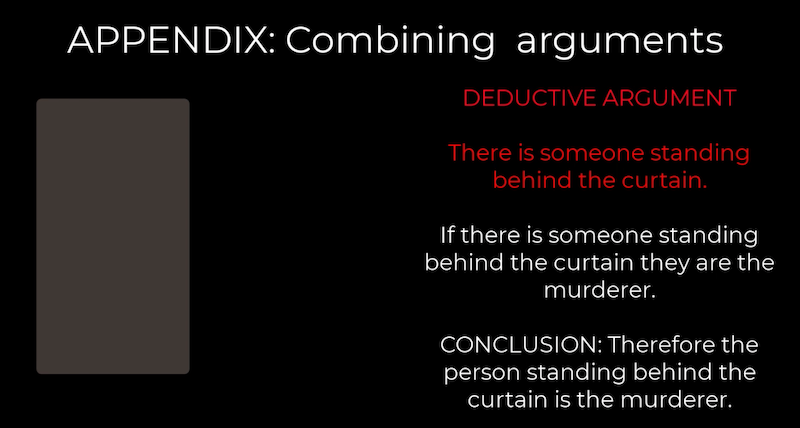 APPENDIX: Combining arguments
DEDUCTIVE ARGUMENT
There is someone standing
behind the curtain.
If there is someone standing
behind the curtain they are the
murderer.
CONCLUSION: Therefore the
person standing behind the
curtain is the murderer.